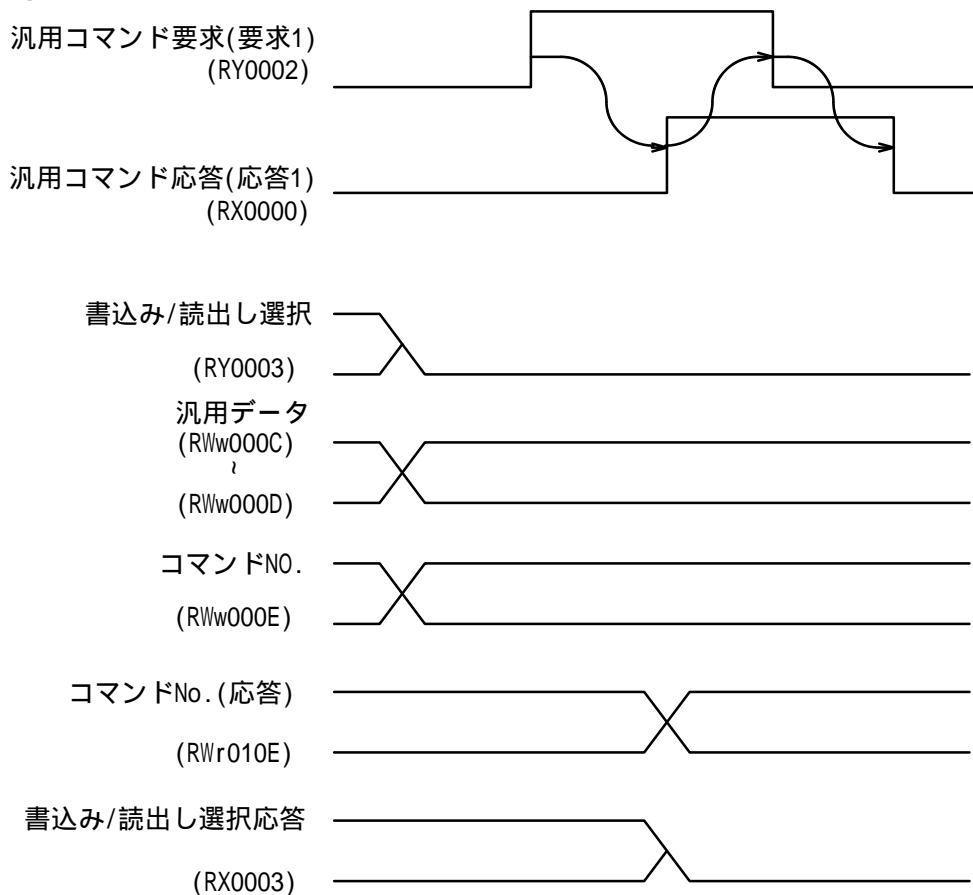 汎用コマンド要求(要求1)
(RY0002)
汎用コマンド応答(応答1)
(RX0000)
書込み/読出し選択
(RY0003)
汎用データ
(RWw000C)
~
(RWw000D)
コマンドNO.
(RWw000E)
コマンドNo.(応答)
(RWr010E)
書込み/読出し選択応答
(RX0003)